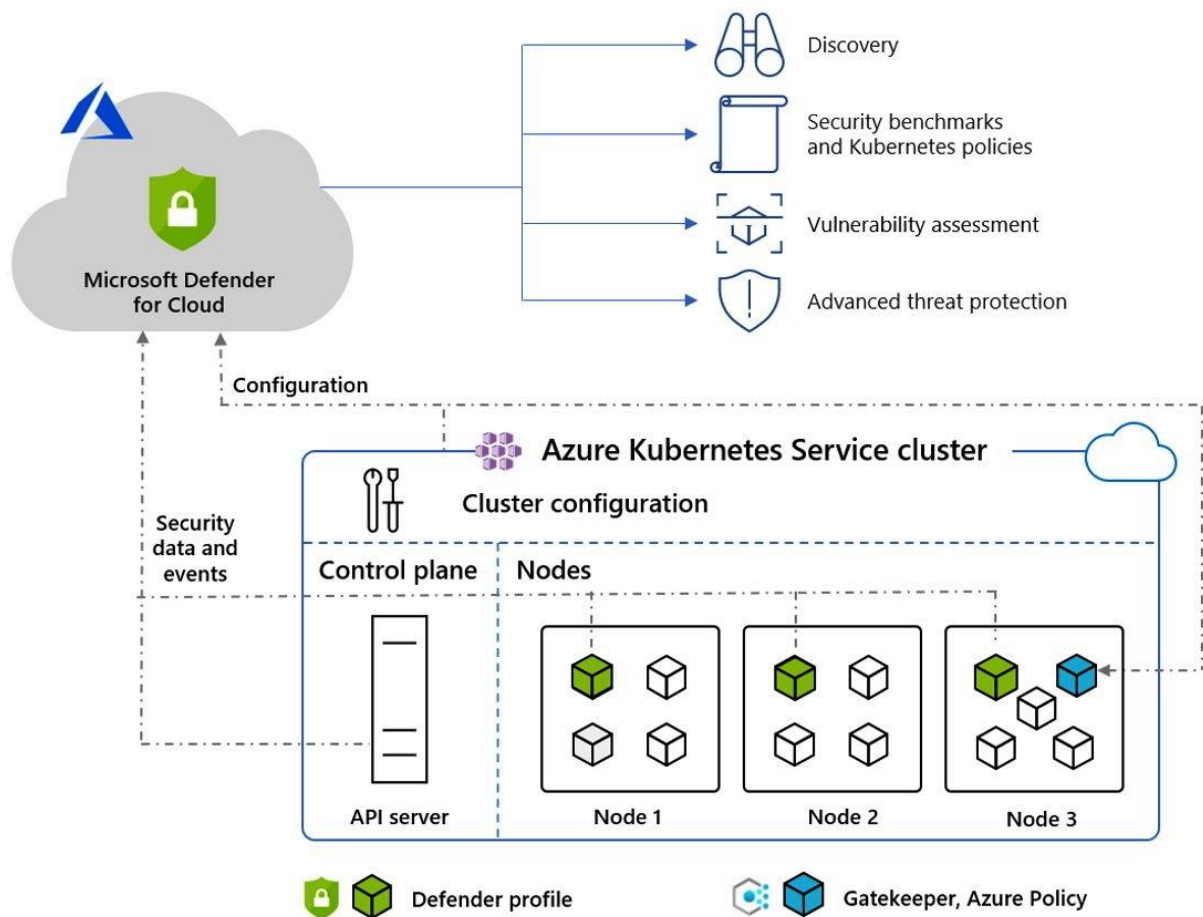 Discovery
Security benchmarks
and Kubernetes policies
Vulnerability assessment
Advanced threat protection
Microsoft Defender
for Cloud
Configuration
Azure Kubernetes Service cluster
Cluster configuration
Security
data and
events
Control plane
Nodes
API server
Node 1
Node 2
Node 3
Defender profile
Gatekeeper, Azure Policy